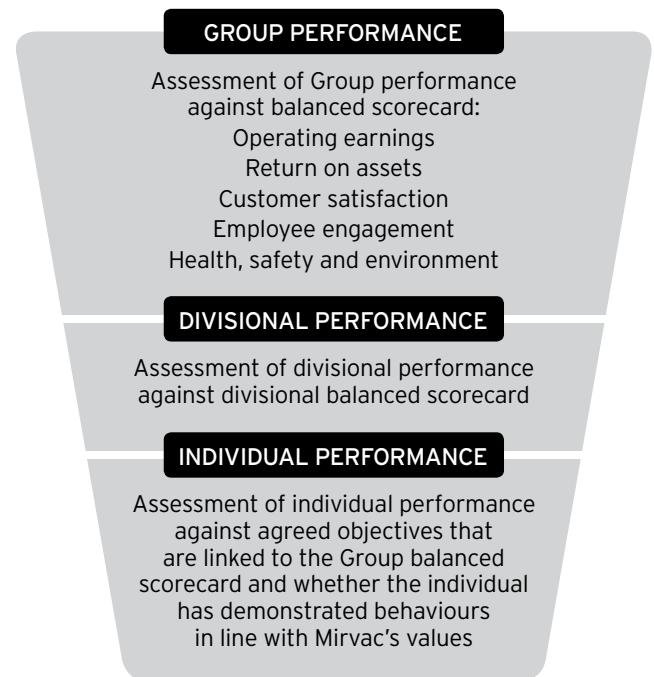 GROUP PERFORMANCE
Assessment of Group performance
against balanced scorecard:
Operating earnings
Return on assets
Customer satisfaction
Employee engagement
Health, safety and environment
DIVISIONAL PERFORMANCE
Assessment of divisional performance
against divisional balanced scorecard
INDIVIDUAL PERFORMANCE
Assessment of individual performance
against agreed objectives that
are linked to the Group balanced
scorecard and whether the individual
has demonstrated behaviours
in line with Mirvac’s values